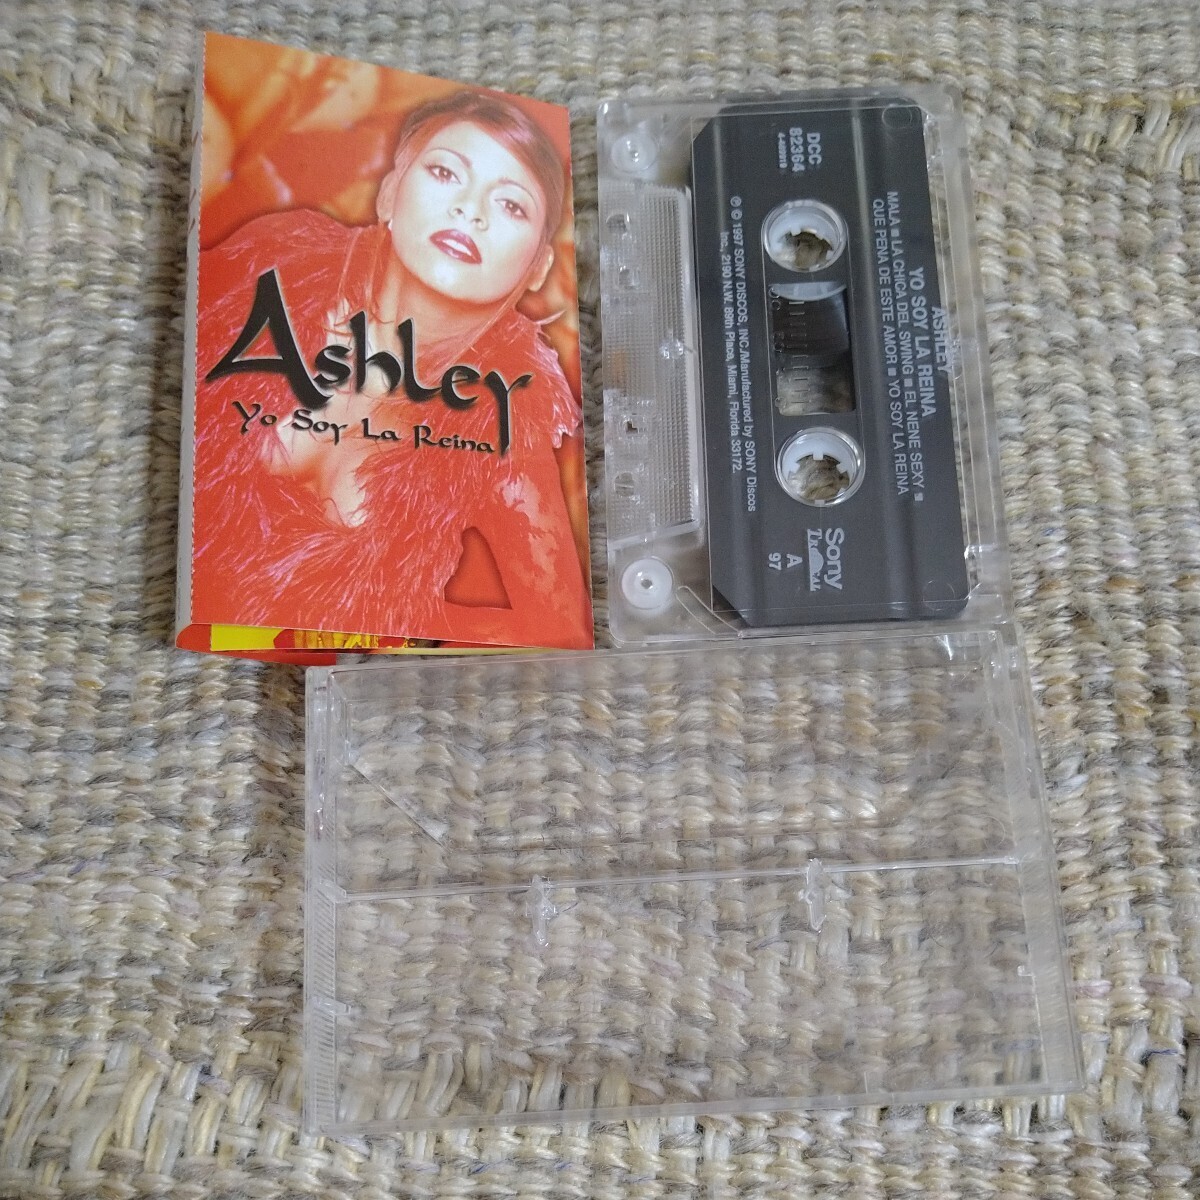 Ashley
Yo Soy La Reina
DCC
82364
4-469919
ASHLEY
YO SOY LA REINA
MALA ■ LA CHICA DEL SWING ■ EL NENE SEXY ■
QUE PENA DE ESTE AMOR ■ YO SOY LA REINA
℗ © 1997 SONY DISCOS, INC./Manufactured by SONY Discos
Inc., 2190 N.W. 89th Place, Miami, Florida 33172.
Sony
TROPICAL
A
97